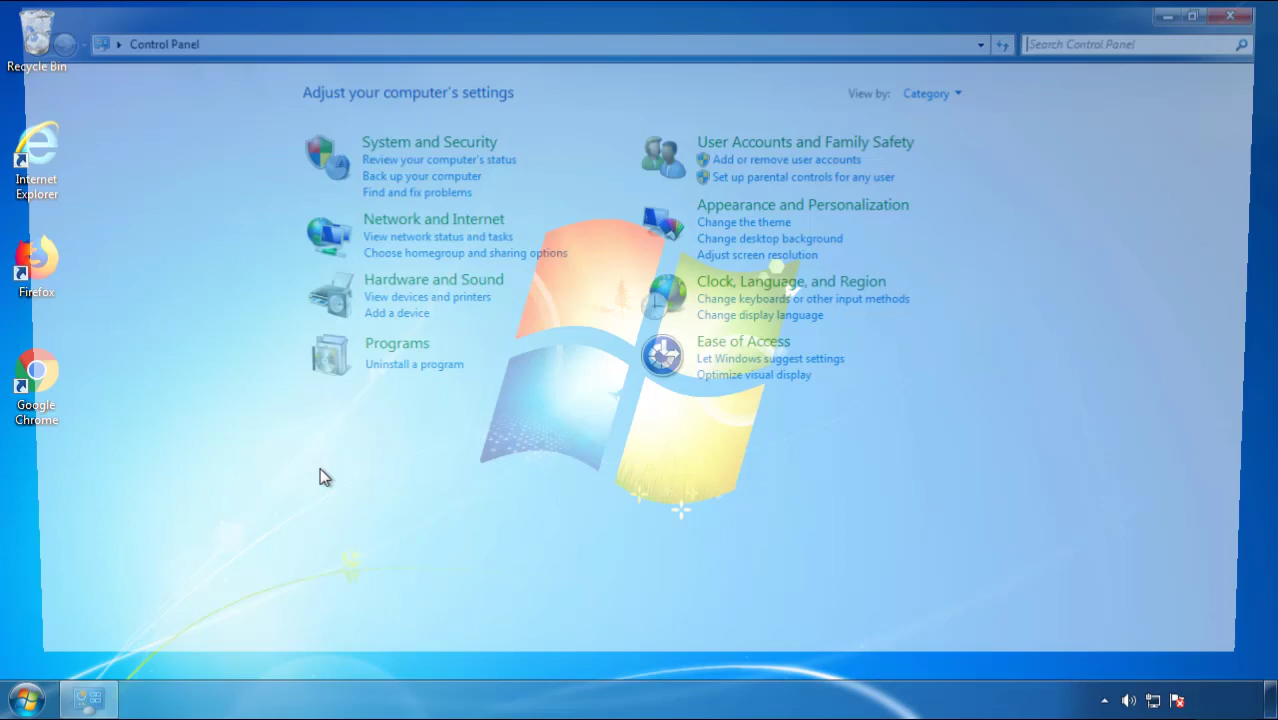 Recycle Bin
Internet
Explorer
Firefox
Google
Chrome
Control Panel
Search Control Panel
Adjust your computer's settings
View by: Category
System and Security
Review your computer's status
Back up your computer
Find and fix problems
Network and Internet
View network status and tasks
Choose homegroup and sharing options
Hardware and Sound
View devices and printers
Add a device
Programs
Uninstall a program
User Accounts and Family Safety
Add or remove user accounts
Set up parental controls for any user
Appearance and Personalization
Change the theme
Change desktop background
Adjust screen resolution
Clock, Language, and Region
Change keyboards or other input methods
Change display language
Ease of Access
Let Windows suggest settings
Optimize visual display